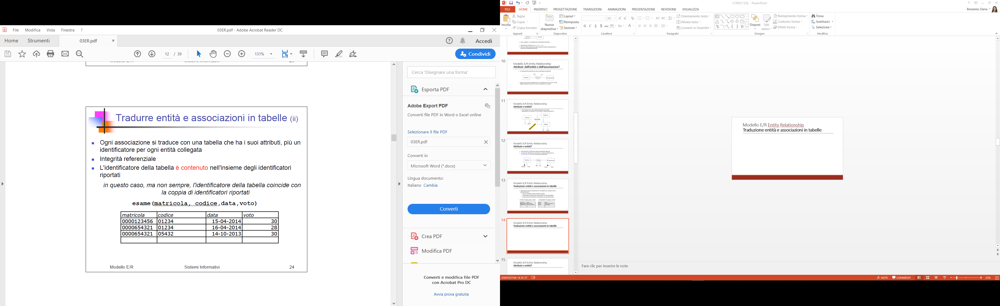 03ER.pdf - Adobe Acrobat Reader DC
File Modifica Vista Finestra ?
Home Strumenti 03ER.pdf × Accedi
12 / 39 131% Condividi
Tradurre entità e associazioni in tabelle (ii)
Ogni associazione si traduce con una tabella che ha i suoi attributi, più un
identificatore per ogni entità collegata
Integrità referenziale
L'identificatore della tabella è contenuto nell'insieme degli identificatori
riportati
in questo caso, ma non sempre, l'identificatore della tabella coincide con
la coppia di identificatori riportati
esame(matricola, codice,data,voto)
matricola codice data voto
0000123456 01234 15-04-2014 30
0000654321 01234 16-04-2014 28
0000654321 05432 14-10-2013 30
Modello E/R Sistemi Informativi 24
Cerca 'Disegnare una forma'
Esporta PDF
Adobe Export PDF
Converti file PDF in Word o Excel online
Selezionare il file PDF
03ER.pdf
Converti in
Microsoft Word (*.docx)
Lingua documento:
Italiano Cambia
Converti
Crea PDF
Modifica PDF
Converti e modifica file PDF
con Acrobat Pro DC
Avvia prova gratuita
CORSO SQL - PowerPoint
FILE HOME INSERISCI PROGETTAZIONE TRANSIZIONI ANIMAZIONI PRESENTAZIONE REVISIONE VISUALIZZA Bonanno Daria
Incolla
Taglia
Copia
Copia formato
Appunti
Nuova
diapositiva
Layout
Reimposta
Sezione
Diapositive
43
G C S S abc AV Aa A
Carattere
Orientamento testo
Allinea testo
Converti in SmartArt
Paragrafo
Disponi
Stili
veloci
Riempimento forma
Contorno forma
Effetti forma
Disegno
Trova
Sostituisci
Seleziona
Modifica
10
Modello E/R Entity Relationship
Attributi: dell'entità o dell'associazione?
11
Modello E/R Entity Relationship
Attributi o entità?
12
Modello E/R Entity Relationship
Attributi o entità?
13
Modello E/R Entity Relationship
Traduzione entità e associazioni in tabelle
14
Modello E/R Entity Relationship
Traduzione entità e associazioni in tabelle
15
Modello E/R Entity Relationship
Attributi o entità?
Modello E/R Entity Relationship
Traduzione entità e associazioni in tabelle
Fare clic per inserire le note
DIAPOSITIVA 14 DI 27 NOTE COMMENTI 33%